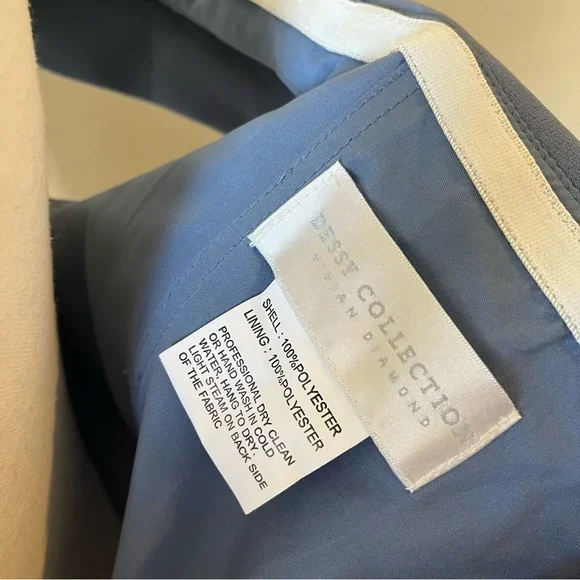 DESSY COLLECTION
VIVIAN DIAMOND
SHELL : 100%POLYESTER
LINING : 100%POLYESTER
PROFESSIONAL DRY CLEAN
OR HAND WASH IN COLD
WATER, HANG TO DRY ;
LIGHT STEAM ON BACK SIDE
OF THE FABRIC